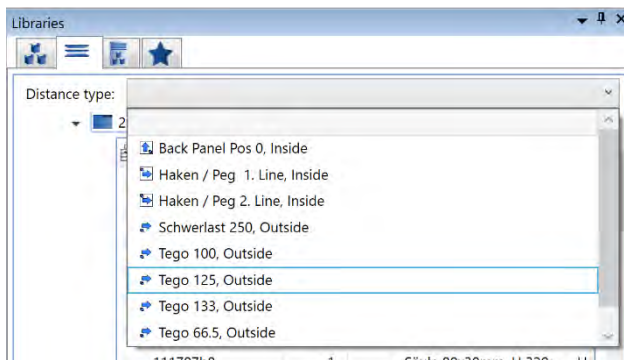 Libraries
Distance type:
2
Back Panel Pos 0, Inside
Haken / Peg 1. Line, Inside
Haken / Peg 2. Line, Inside
Schwerlast 250, Outside
Tego 100, Outside
Tego 125, Outside
Tego 133, Outside
Tego 66.5, Outside